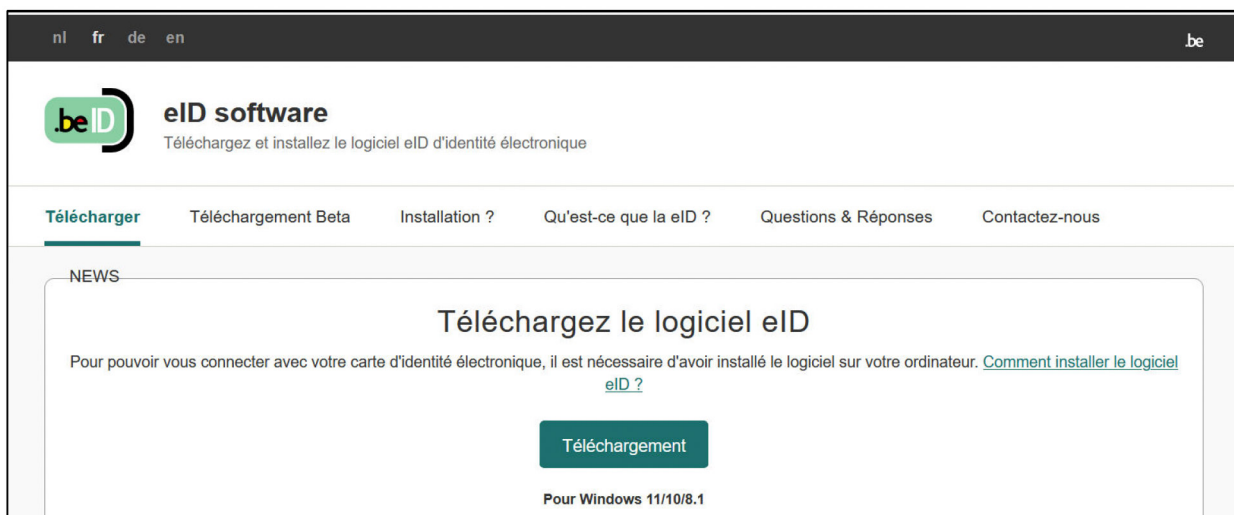 nl fr de en .be
.beID
eID software
Téléchargez et installez le logiciel eID d'identité électronique
Télécharger Téléchargement Beta Installation ? Qu'est-ce que la eID ? Questions & Réponses Contactez-nous
NEWS
Téléchargez le logiciel eID
Pour pouvoir vous connecter avec votre carte d'identité électronique, il est nécessaire d'avoir installé le logiciel sur votre ordinateur. Comment installer le logiciel
eID ?
Téléchargement
Pour Windows 11/10/8.1